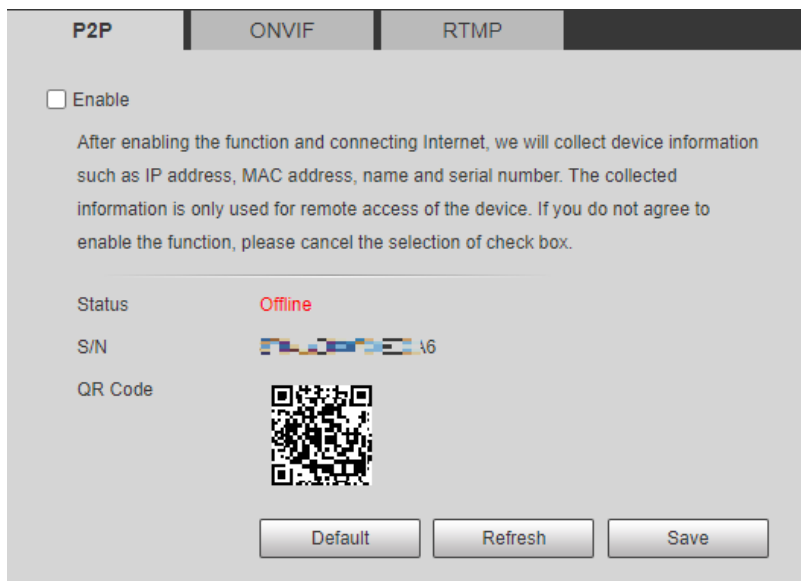 P2P ONVIF RTMP
Enable
After enabling the function and connecting Internet, we will collect device information
such as IP address, MAC address, name and serial number. The collected
information is only used for remote access of the device. If you do not agree to
enable the function, please cancel the selection of check box.
Status Offline
S/N A6
QR Code
Default Refresh Save